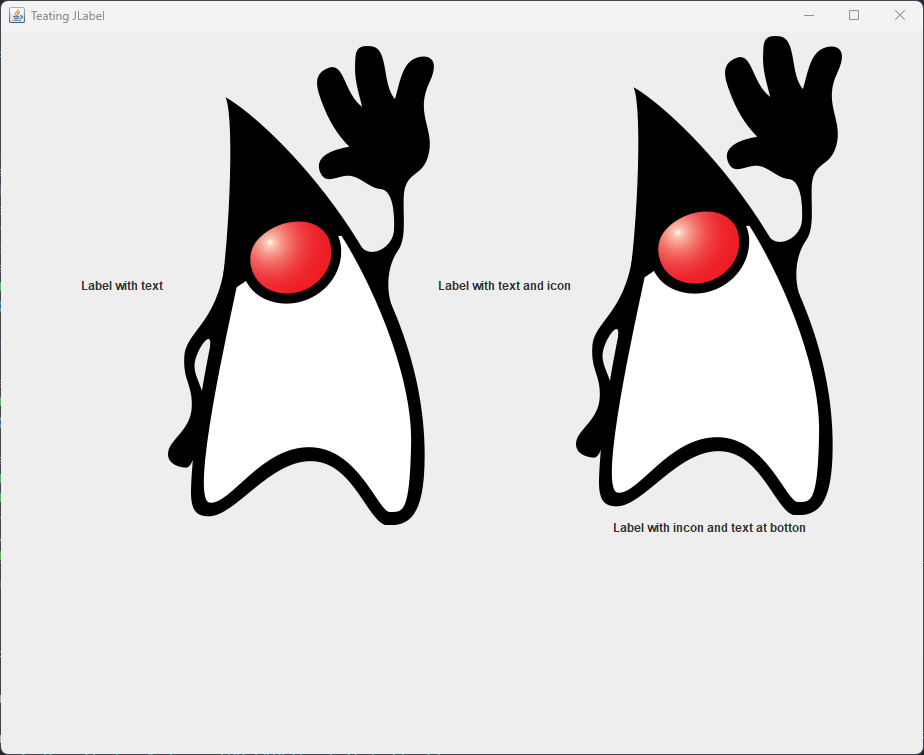 Teating JLabel
Label with text
Label with text and icon
Label with incon and text at botton